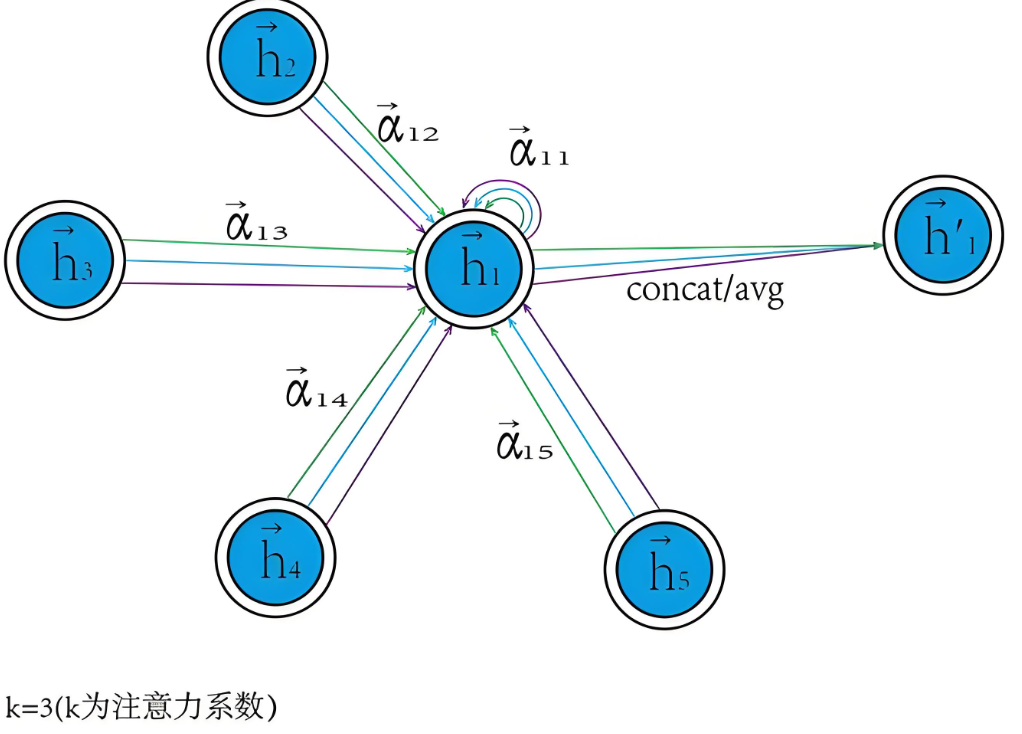 h⃗₂
α⃗₁₂
α⃗₁₁
α⃗₁₃
h⃗₃
h⃗₁
h⃗′₁
concat/avg
α⃗₁₄
α⃗₁₅
h⃗₄
h⃗₅
k=3(k为注意力系数)